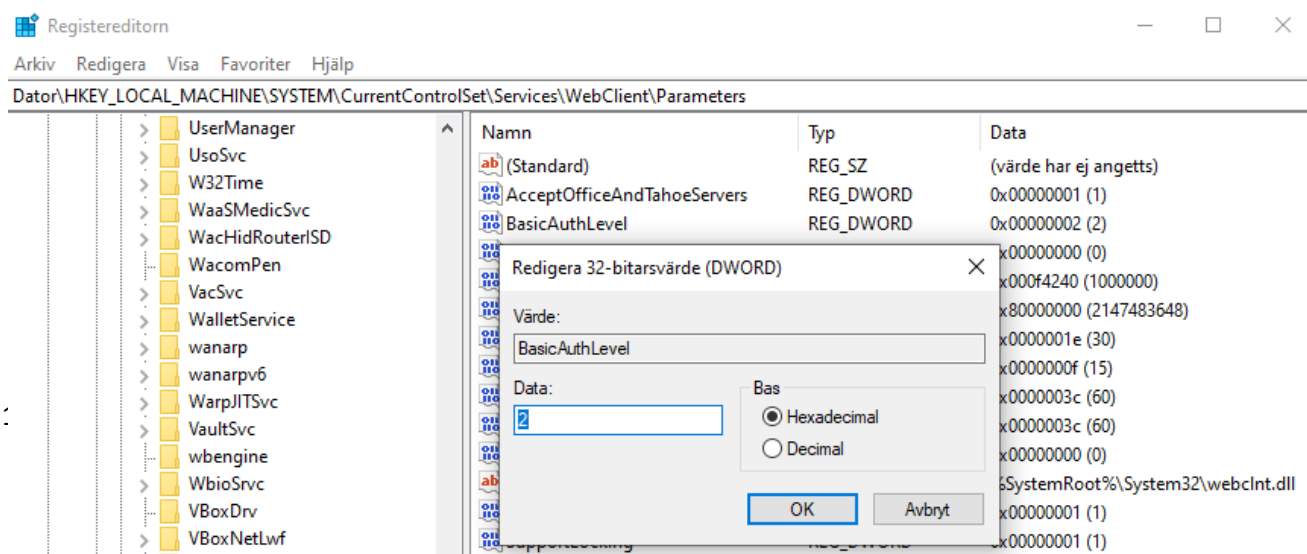 Registereditorn
Arkiv Redigera Visa Favoriter Hjälp
Dator\HKEY_LOCAL_MACHINE\SYSTEM\CurrentControlSet\Services\WebClient\Parameters
UserManager
UsoSvc
W32Time
WaaSMedicSvc
WacHidRouterISD
WacomPen
VacSvc
WalletService
wanarp
wanarpv6
WarpJITSvc
VaultSvc
wbengine
WbioSrvc
VBoxDrv
VBoxNetLwf
Namn Typ Data
(Standard) REG_SZ (värde har ej angetts)
AcceptOfficeAndTahoeServers REG_DWORD 0x00000001 (1)
BasicAuthLevel REG_DWORD 0x00000002 (2)
x00000000 (0)
x000f4240 (1000000)
x80000000 (2147483648)
x0000001e (30)
x0000000f (15)
x0000003c (60)
x0000003c (60)
x00000000 (0)
%SystemRoot%\System32\webclnt.dll
x00000001 (1)
x00000001 (1)
Redigera 32-bitarsvärde (DWORD)
Värde:
BasicAuthLevel
Data:
2
Bas
Hexadecimal
Decimal
OK Avbryt